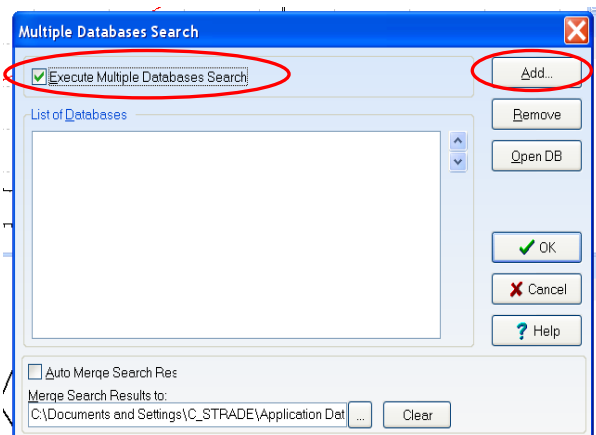 Multiple Databases Search
Execute Multiple Databases Search
Add...
List of Databases
Remove
Open DB
OK
Cancel
Help
Auto Merge Search Res
Merge Search Results to:
C:\Documents and Settings\C_STRADE\Application Dat
...
Clear